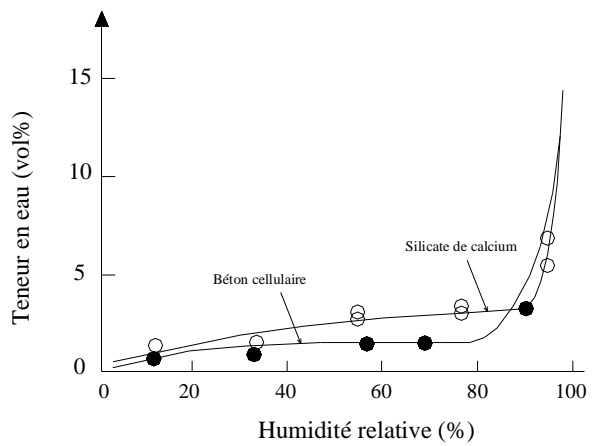 Teneur en eau (vol%)
15
10
5
0
Silicate de calcium
Béton cellulaire
0 20 40 60 80 100
Humidité relative (%)